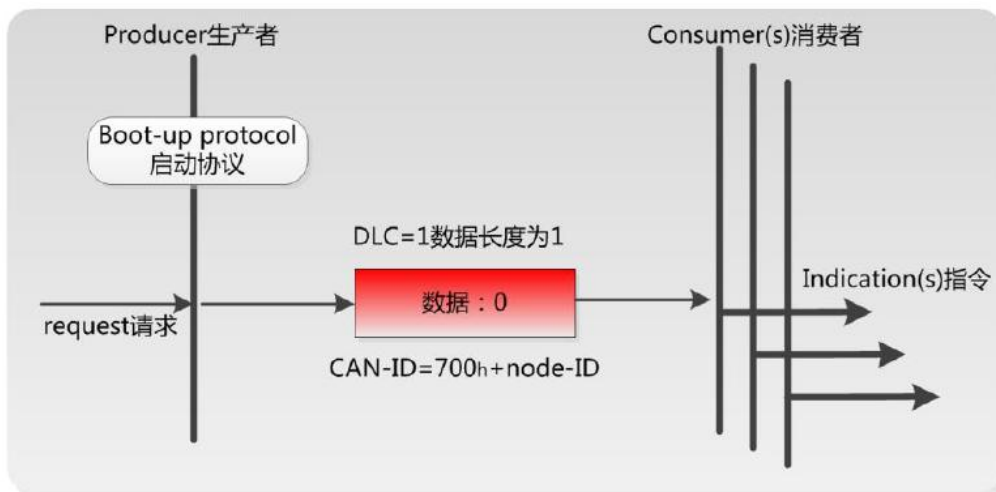 Producer生产者
Consumer(s)消费者
Boot-up protocol
启动协议
DLC=1数据长度为1
数据：0
Indication(s)指令
request请求
CAN-ID=700h+node-ID